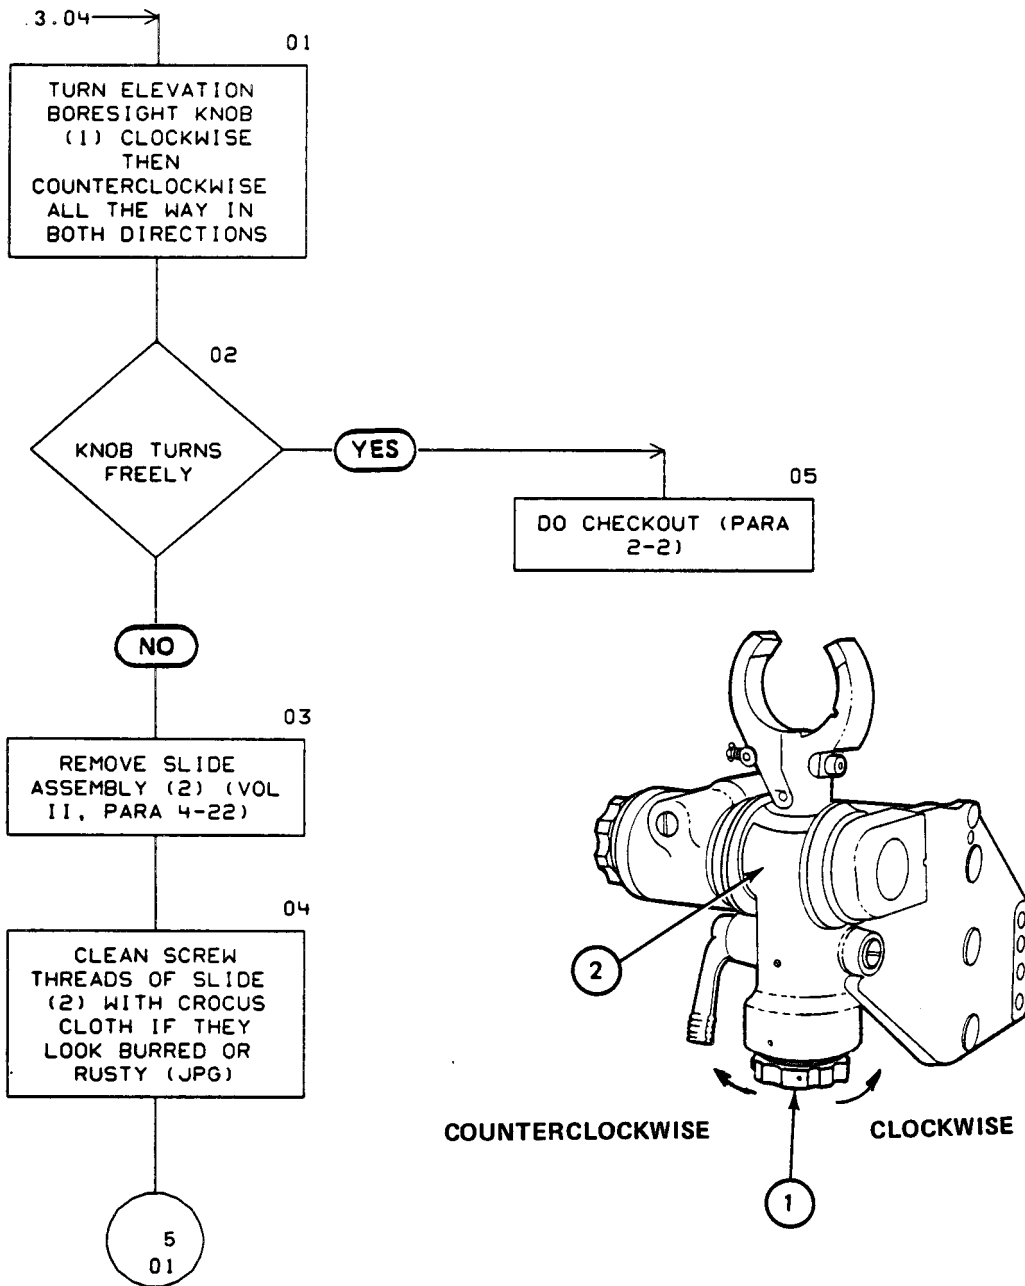 3.04
01
TURN ELEVATION
BORESIGHT KNOB
(1) CLOCKWISE
THEN
COUNTERCLOCKWISE
ALL THE WAY IN
BOTH DIRECTIONS
02
KNOB TURNS
FREELY
YES
05
DO CHECKOUT (PARA
2-2)
NO
03
REMOVE SLIDE
ASSEMBLY (2) (VOL
II, PARA 4-22)
04
CLEAN SCREW
THREADS OF SLIDE
(2) WITH CROCUS
CLOTH IF THEY
LOOK BURRED OR
RUSTY (JPG)
5
01
2
COUNTERCLOCKWISE
CLOCKWISE
1